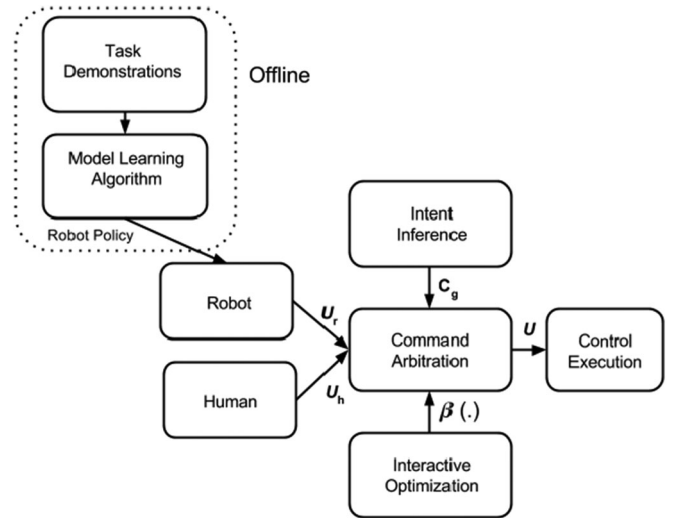 Task
Demonstrations
Offline
Model Learning
Algorithm
Robot Policy
Intent
Inference
Robot
Uᵣ
C_g
Command
Arbitration
U
Control
Execution
Human
Uₕ
β (.)
Interactive
Optimization